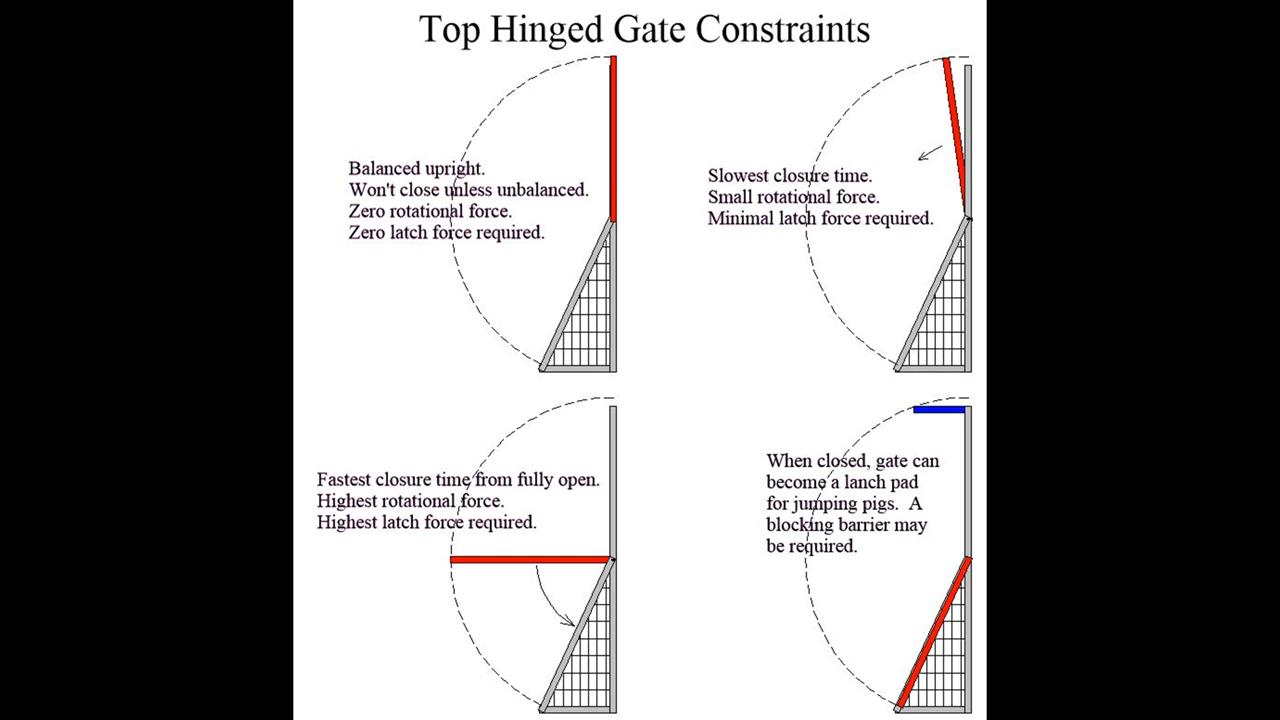 Top Hinged Gate Constraints
Balanced upright.
Won't close unless unbalanced.
Zero rotational force.
Zero latch force required.
Slowest closure time.
Small rotational force.
Minimal latch force required.
Fastest closure time from fully open.
Highest rotational force.
Highest latch force required.
When closed, gate can
become a lanch pad
for jumping pigs. A
blocking barrier may
be required.